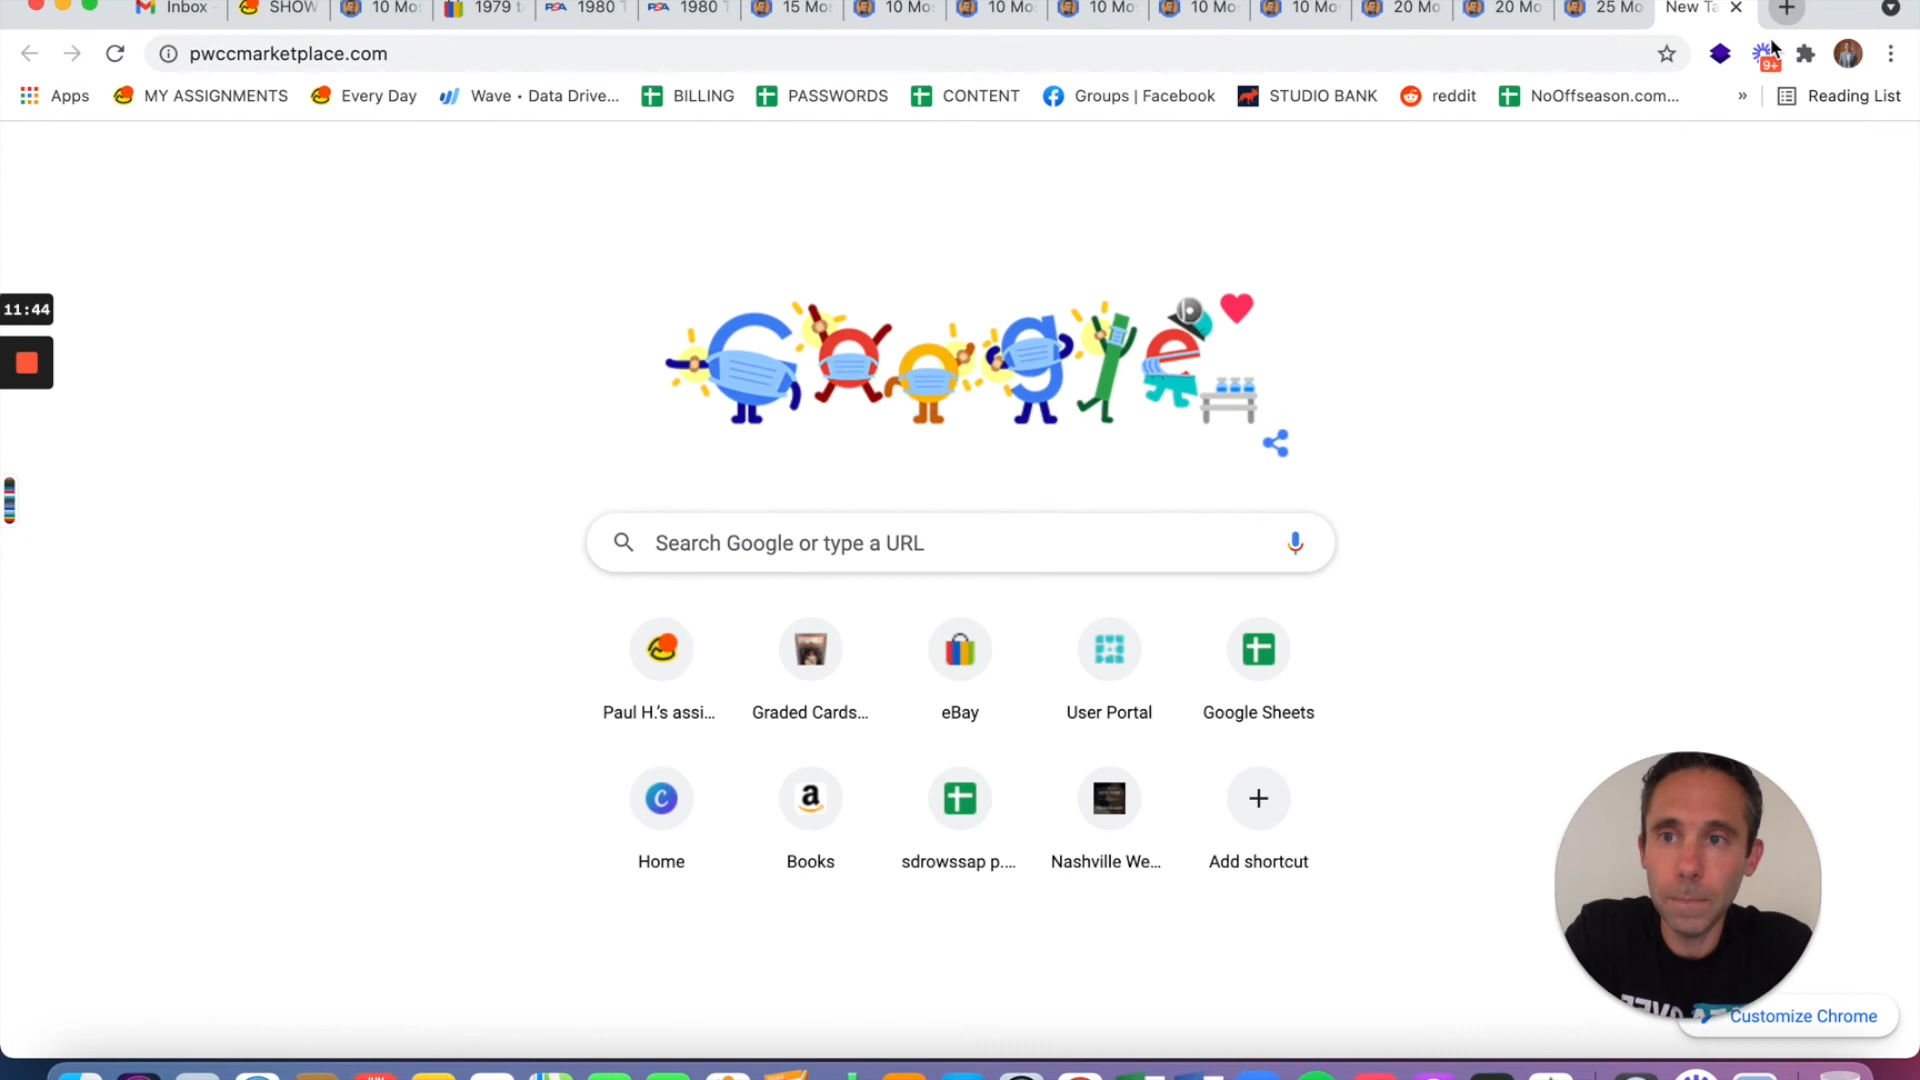 Inbox
SHOW
10 Mo
1979 t
1980
1980
15 Mo
10 Mo
10 Mo
10 Mo
10 Mo
10 Mo
20 Mo
20 Mo
25 Mo
New Ta
pwccmarketplace.com
9+
Apps
MY ASSIGNMENTS
Every Day
Wave • Data Drive...
BILLING
PASSWORDS
CONTENT
Groups | Facebook
STUDIO BANK
reddit
NoOffseason.com...
»
Reading List
11:44
Search Google or type a URL
Paul H.'s assi...
Graded Cards...
eBay
User Portal
Google Sheets
Home
Books
sdrowssap p....
Nashville We...
Add shortcut
Customize Chrome